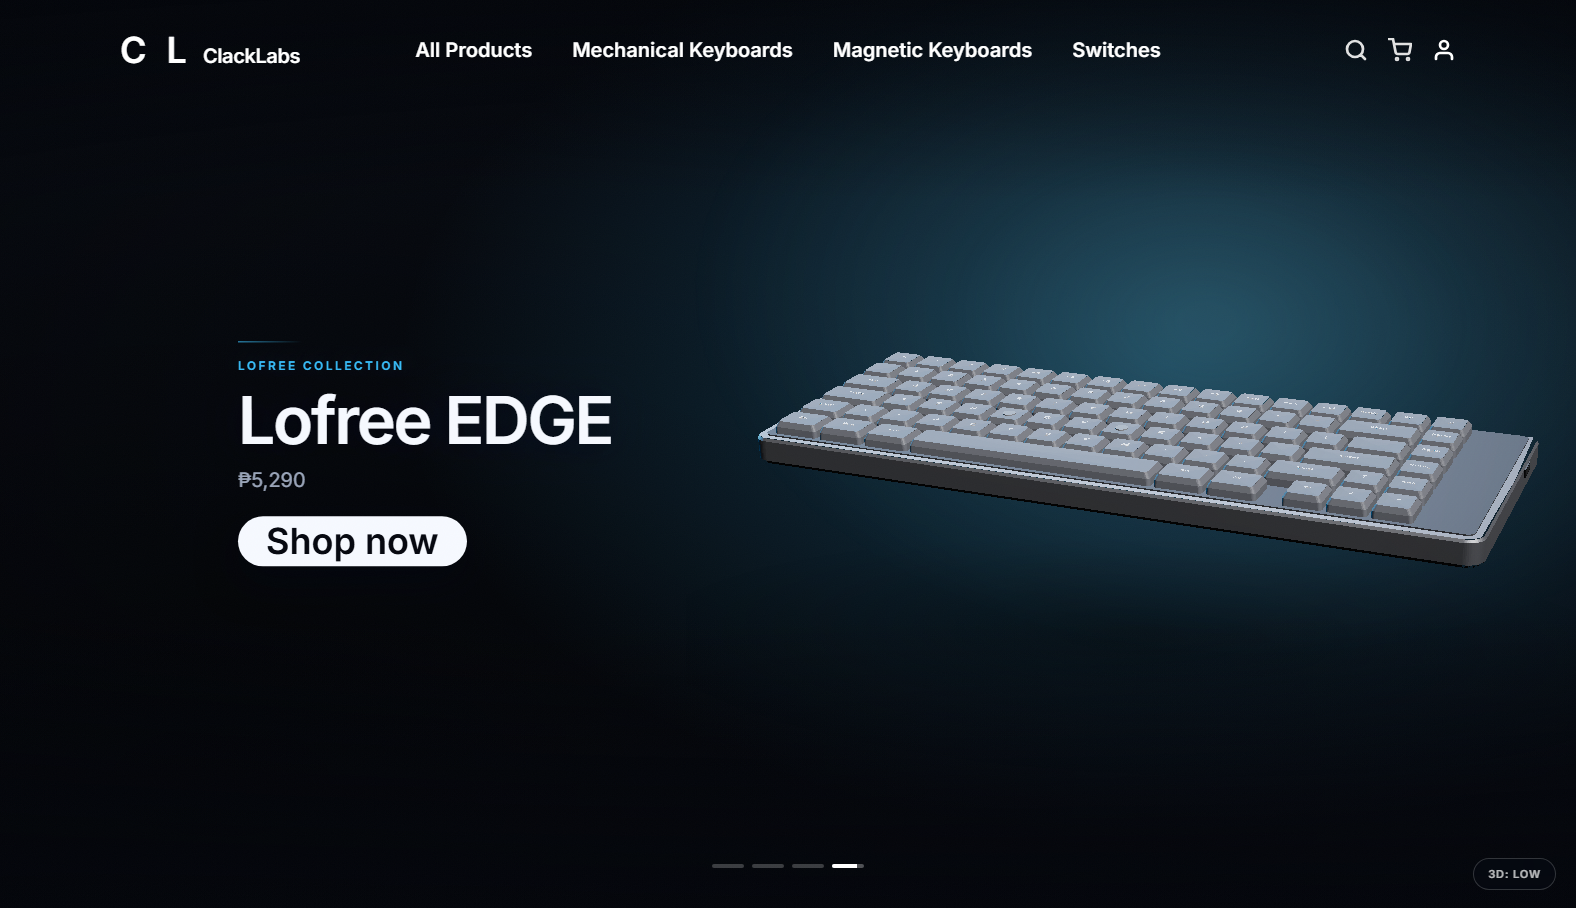 C L ClackLabs
All Products Mechanical Keyboards Magnetic Keyboards Switches
LOFREE COLLECTION
Lofree EDGE
₱5,290
Shop now
3D: LOW